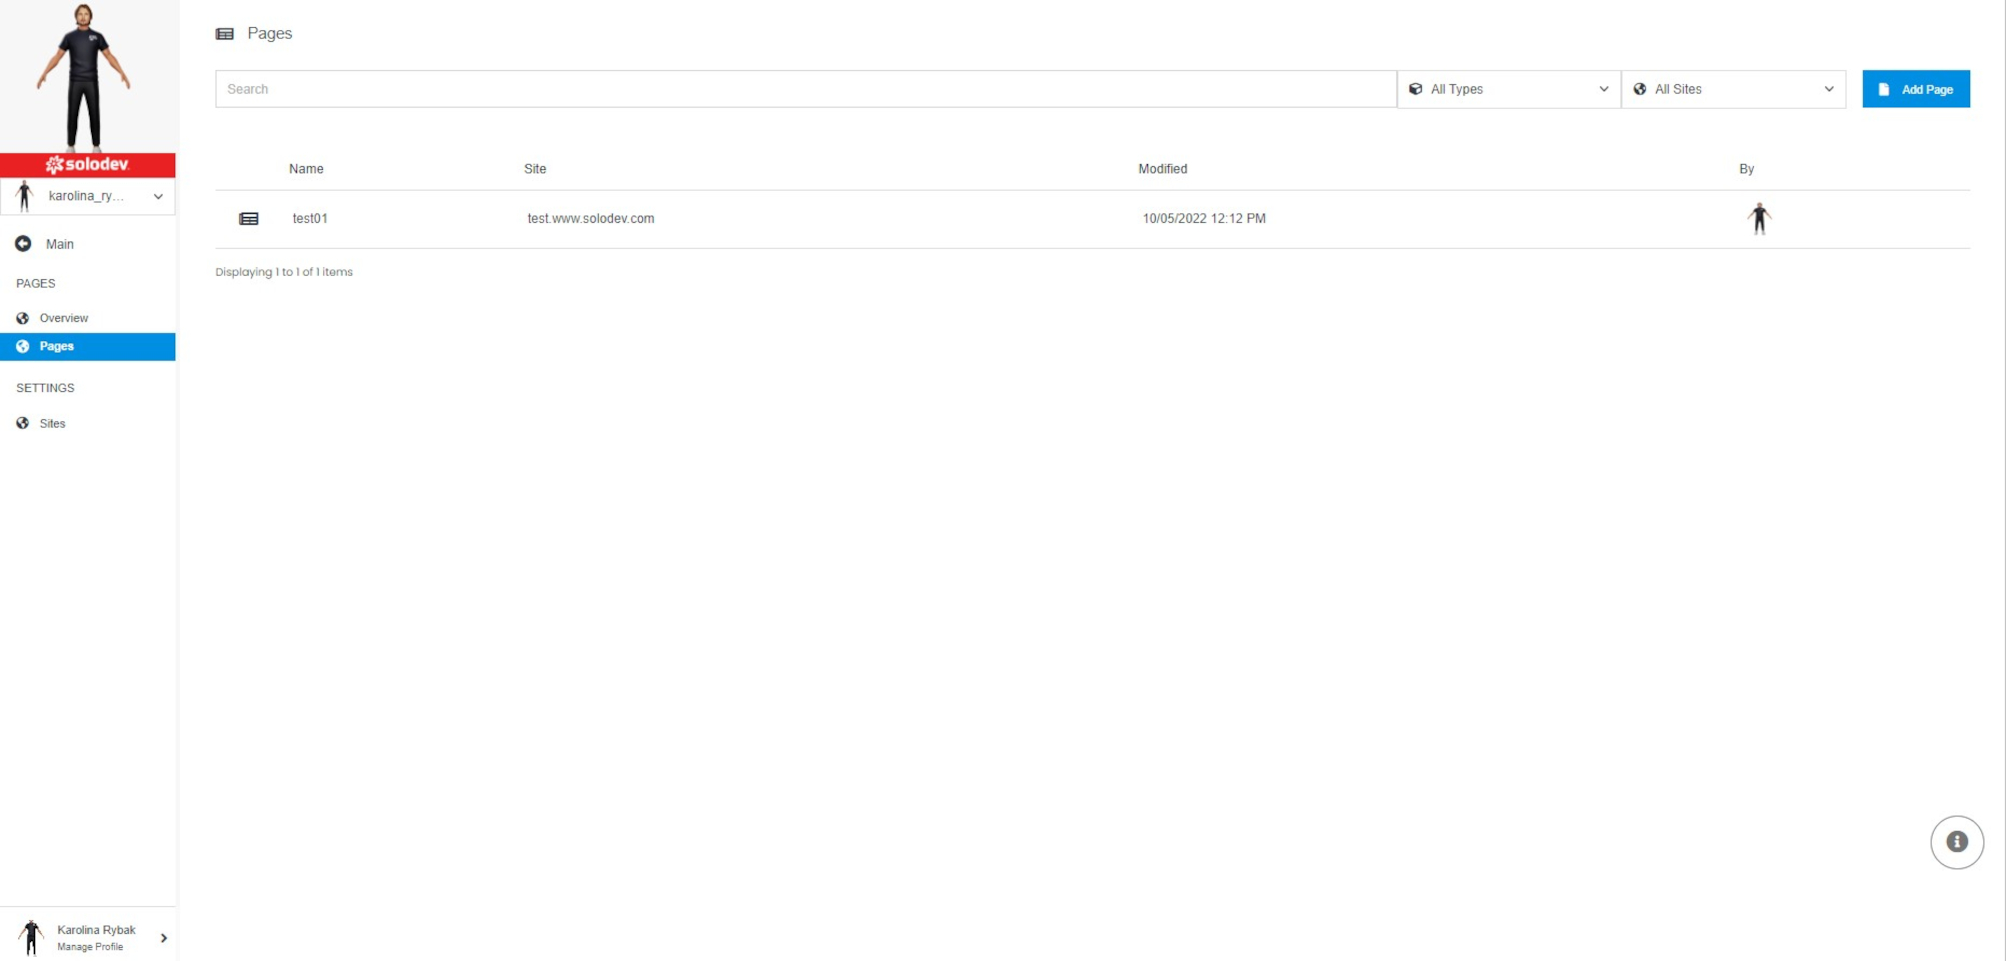 solodev
karolina_ry...
Main
PAGES
Overview
Pages
SETTINGS
Sites
Karolina Rybak
Manage Profile
Pages
Search
All Types
All Sites
Add Page
Name Site Modified By
test01 test.www.solodev.com 10/05/2022 12:12 PM
Displaying 1 to 1 of 1 items